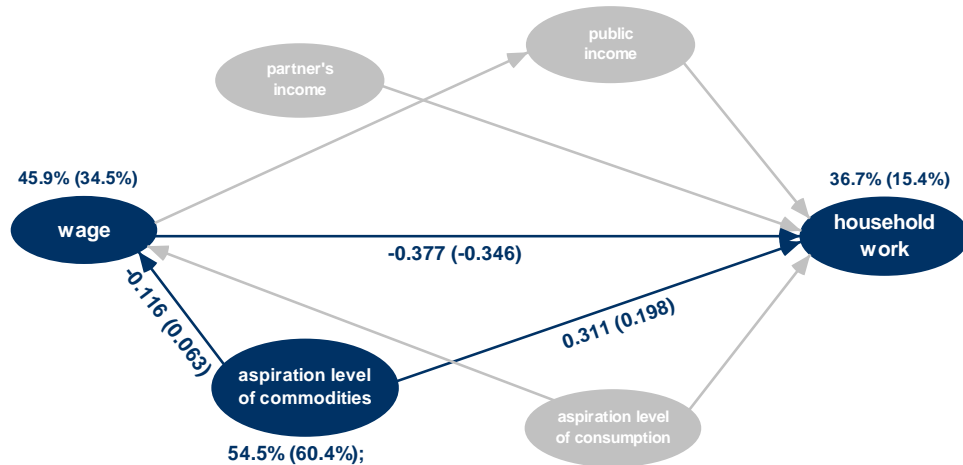 public
income
partner's
income
45.9% (34.5%)
36.7% (15.4%)
wage
household
work
-0.377 (-0.346)
-0.116 (0.063)
0.311 (0.198)
aspiration level
of commodities
aspiration level
of consumption
54.5% (60.4%);